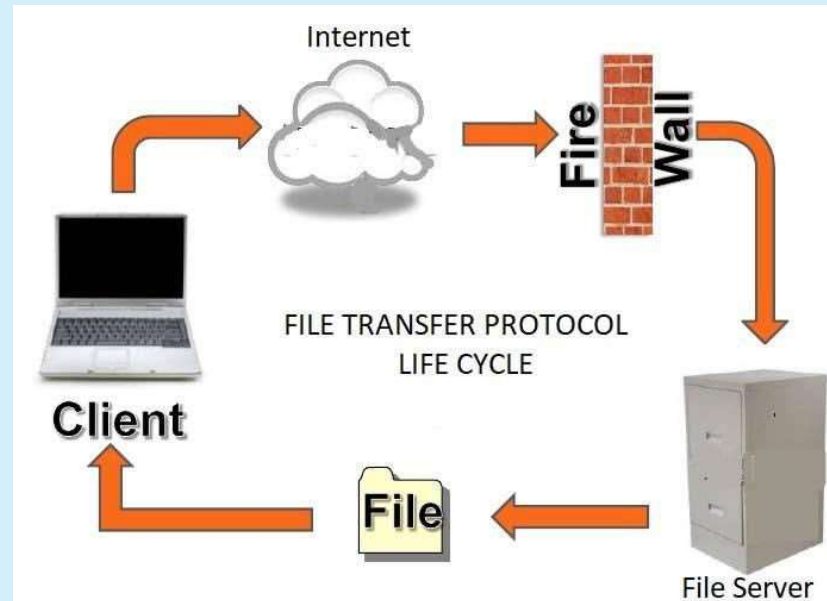 Internet
Fire
Wall
FILE TRANSFER PROTOCOL
LIFE CYCLE
Client
File
File Server